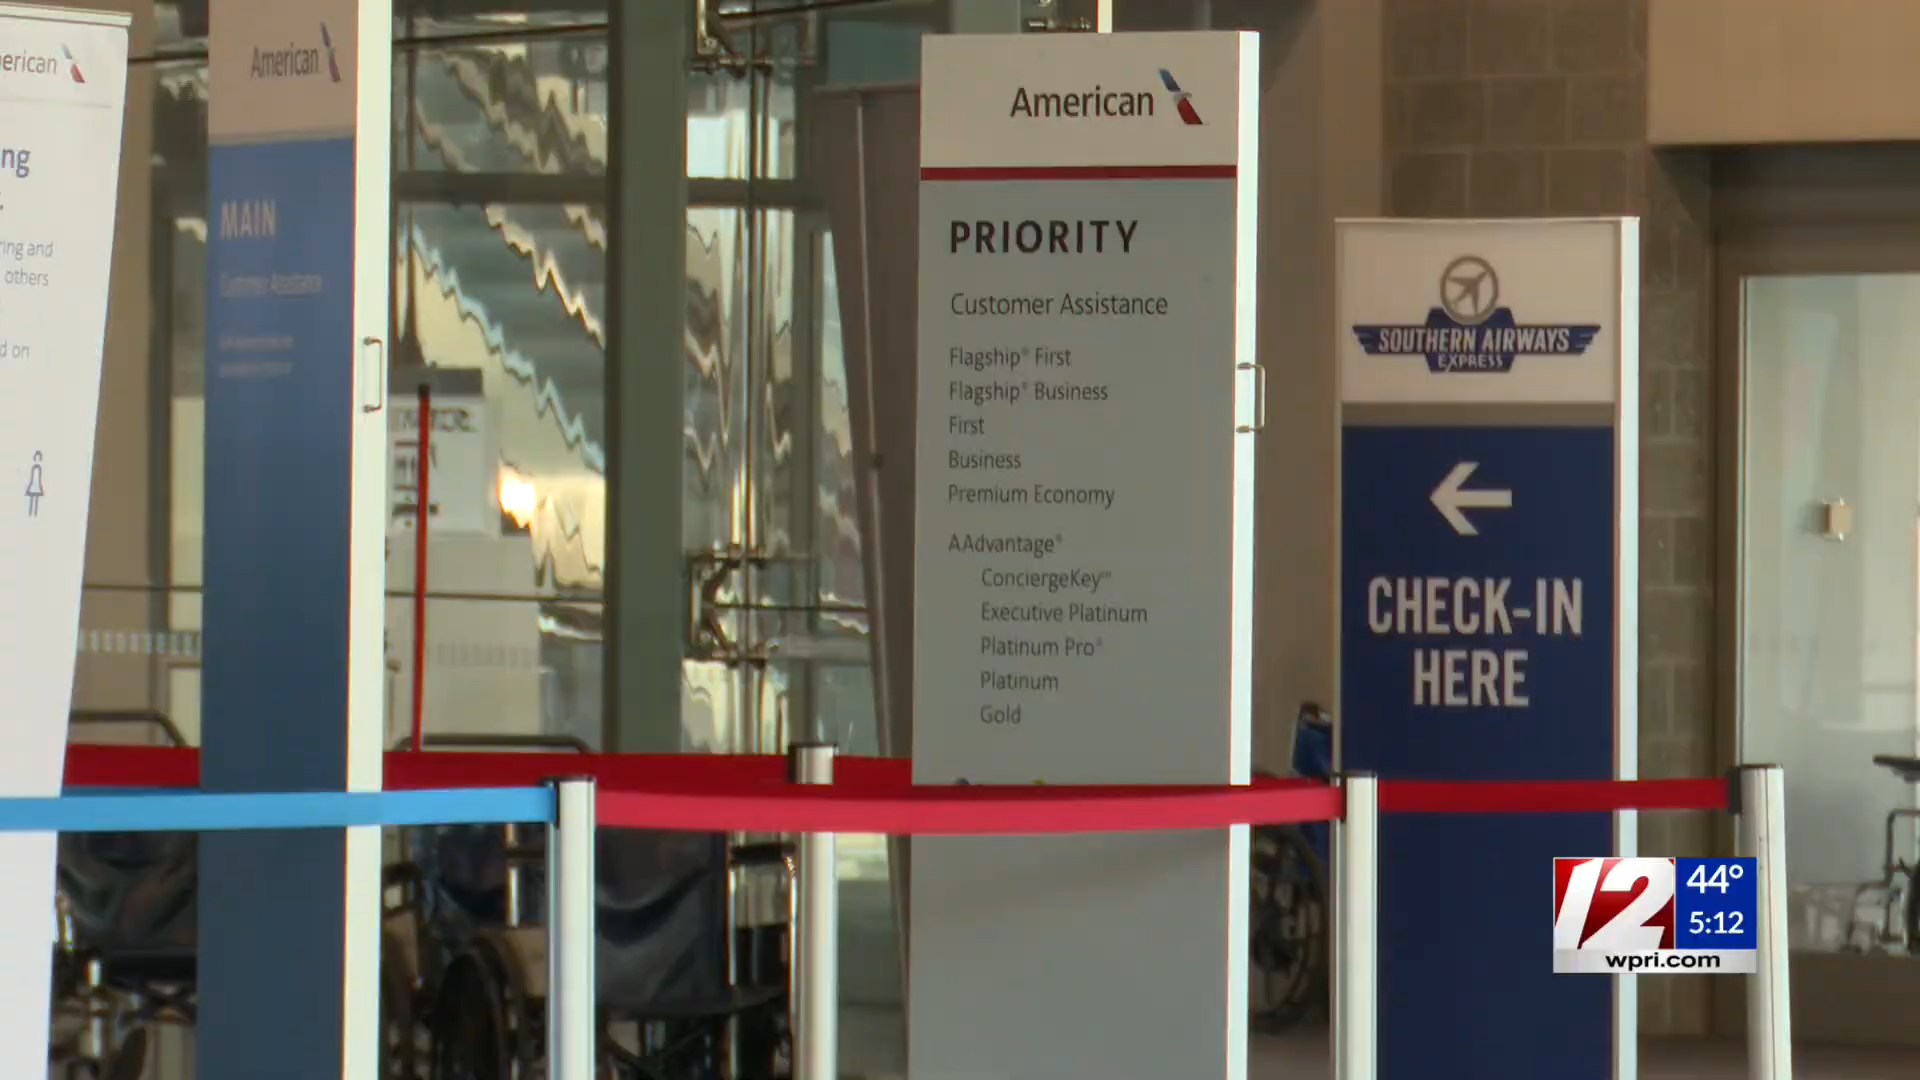 erican
ng
ring and
others
d on
American
MAIN
Customer Assistance
American
PRIORITY
Customer Assistance
Flagship® First
Flagship® Business
First
Business
Premium Economy
AAdvantage®
ConciergeKey℠
Executive Platinum
Platinum Pro®
Platinum
Gold
SOUTHERN AIRWAYS
EXPRESS
CHECK-IN
HERE
12
44°
5:12
wpri.com